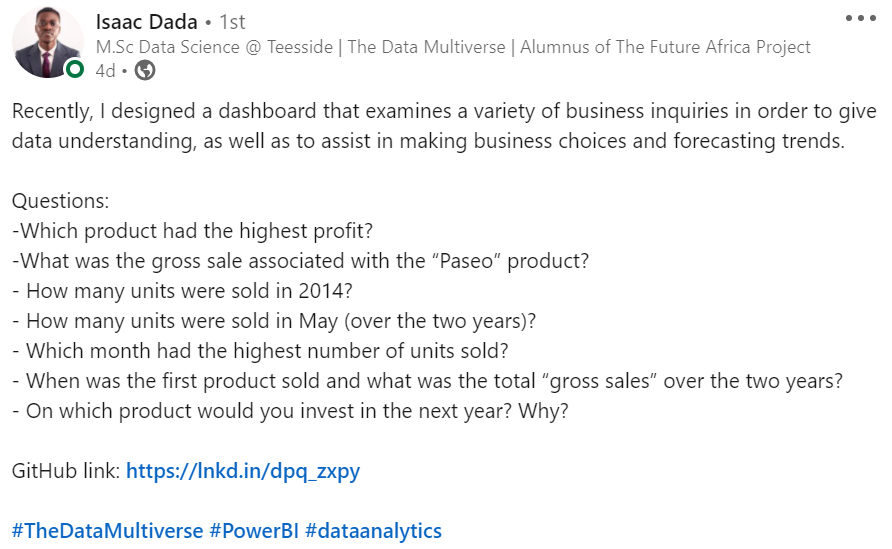 Isaac Dada • 1st
M.Sc Data Science @ Teesside | The Data Multiverse | Alumnus of The Future Africa Project
4d •
Recently, I designed a dashboard that examines a variety of business inquiries in order to give
data understanding, as well as to assist in making business choices and forecasting trends.
Questions:
-Which product had the highest profit?
-What was the gross sale associated with the “Paseo” product?
- How many units were sold in 2014?
- How many units were sold in May (over the two years)?
- Which month had the highest number of units sold?
- When was the first product sold and what was the total “gross sales” over the two years?
- On which product would you invest in the next year? Why?
GitHub link: https://lnkd.in/dpq_zxpy
#TheDataMultiverse #PowerBI #dataanalytics